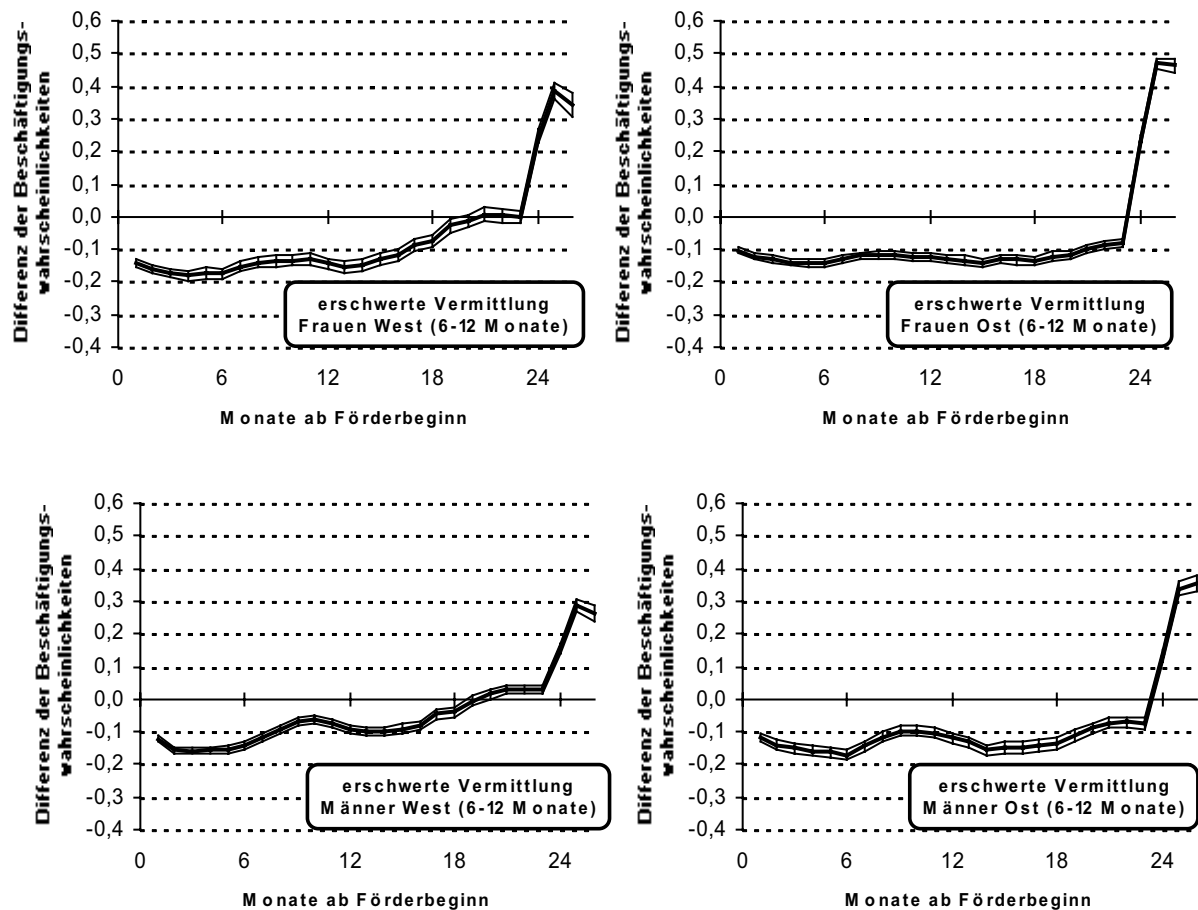 Differenz der Beschäftigungs-
wahrscheinlichkeiten
0,6
0,5
0,4
0,3
0,2
0,1
0,0
-0,1
-0,2
-0,3
-0,4
erschwerte Vermittlung
Frauen West (6-12 Monate)
0 6 12 18 24
Monate ab Förderbeginn
Differenz der Beschäftigungs-
wahrscheinlichkeiten
0,6
0,5
0,4
0,3
0,2
0,1
0,0
-0,1
-0,2
-0,3
-0,4
erschwerte Vermittlung
Frauen Ost (6-12 Monate)
0 6 12 18 24
Monate ab Förderbeginn
Differenz der Beschäftigungs-
wahrscheinlichkeiten
0,6
0,5
0,4
0,3
0,2
0,1
0,0
-0,1
-0,2
-0,3
-0,4
erschwerte Vermittlung
Männer West (6-12 Monate)
0 6 12 18 24
Monate ab Förderbeginn
Differenz der Beschäftigungs-
wahrscheinlichkeiten
0,6
0,5
0,4
0,3
0,2
0,1
0,0
-0,1
-0,2
-0,3
-0,4
erschwerte Vermittlung
Männer Ost (6-12 Monate)
0 6 12 18 24
Monate ab Förderbeginn